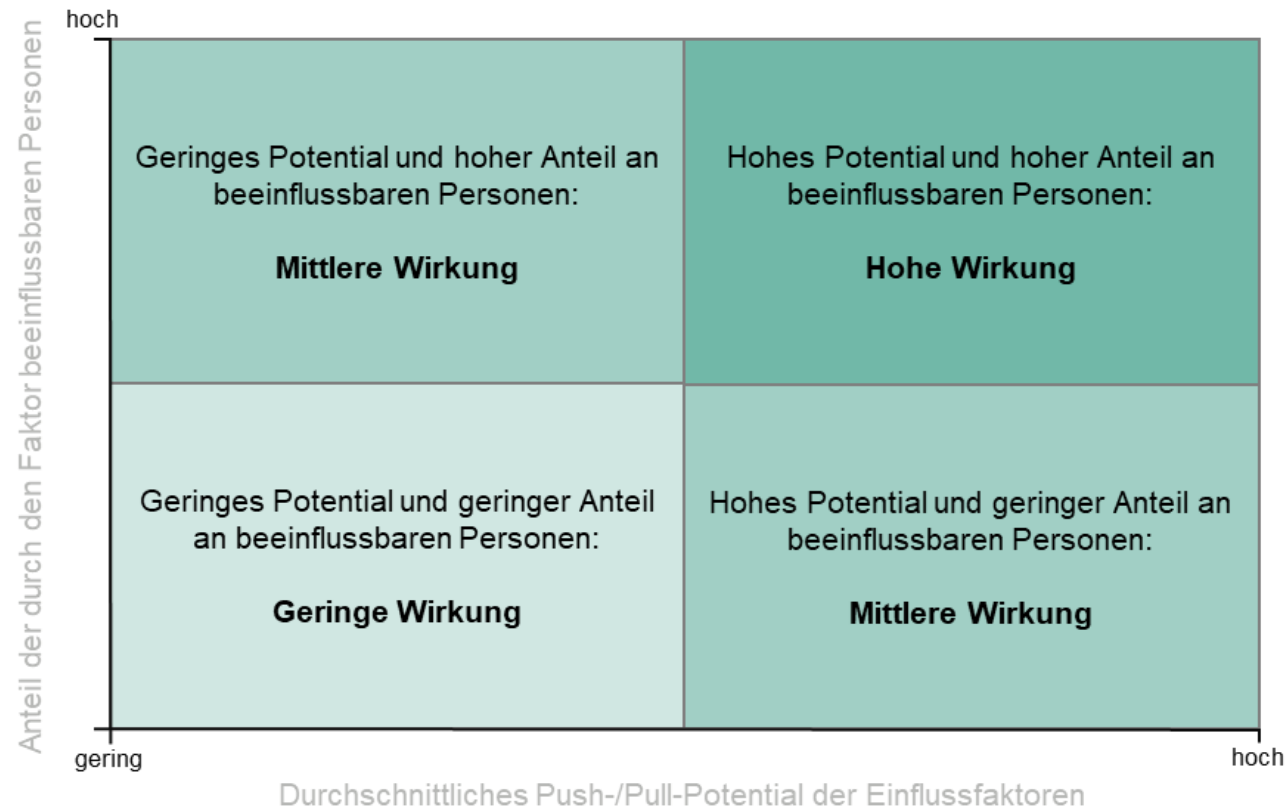 hoch
Anteil der durch den Faktor beeinflussbaren Personen
Geringes Potential und hoher Anteil an
beeinflussbaren Personen:
Mittlere Wirkung
Hohes Potential und hoher Anteil an
beeinflussbaren Personen:
Hohe Wirkung
Geringes Potential und geringer Anteil
an beeinflussbaren Personen:
Geringe Wirkung
Hohes Potential und geringer Anteil an
beeinflussbaren Personen:
Mittlere Wirkung
gering
hoch
Durchschnittliches Push-/Pull-Potential der Einflussfaktoren